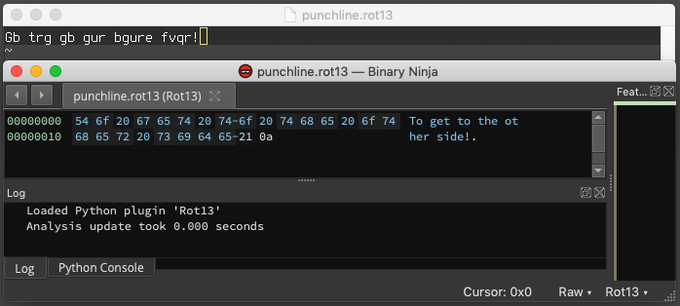 punchline.rot13
Gb trg gb gur bgure fvqr!
~
punchline.rot13 — Binary Ninja
punchline.rot13 (Rot13)
Feat...
00000000 54 6f 20 67 65 74 20 74-6f 20 74 68 65 20 6f 74 To get to the ot
00000010 68 65 72 20 73 69 64 65-21 0a her side!.
Log
Loaded Python plugin 'Rot13'
Analysis update took 0.000 seconds
Log Python Console
Cursor: 0x0 Raw Rot13